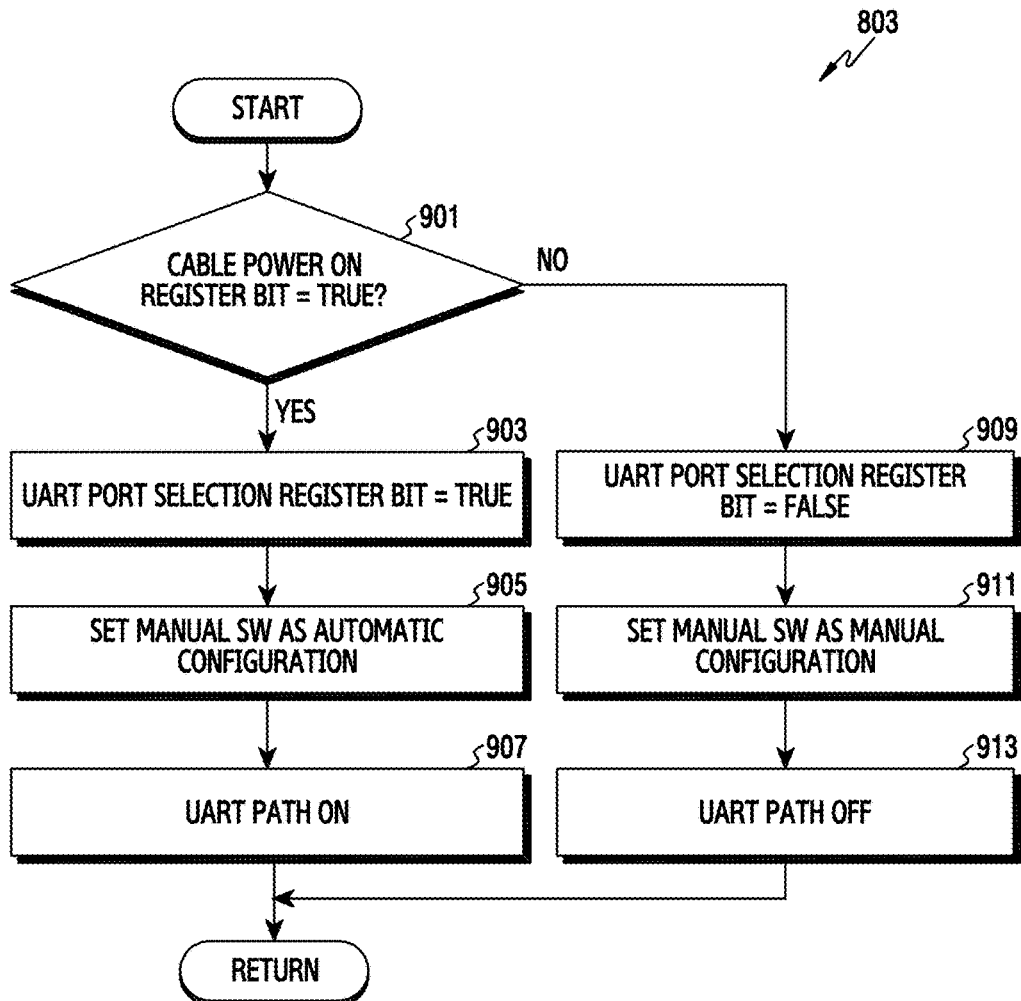 803
START
901
CABLE POWER ON
REGISTER BIT = TRUE?
NO
YES
903
UART PORT SELECTION REGISTER BIT = TRUE
909
UART PORT SELECTION REGISTER
BIT = FALSE
905
SET MANUAL SW AS AUTOMATIC
CONFIGURATION
911
SET MANUAL SW AS MANUAL
CONFIGURATION
907
UART PATH ON
913
UART PATH OFF
RETURN